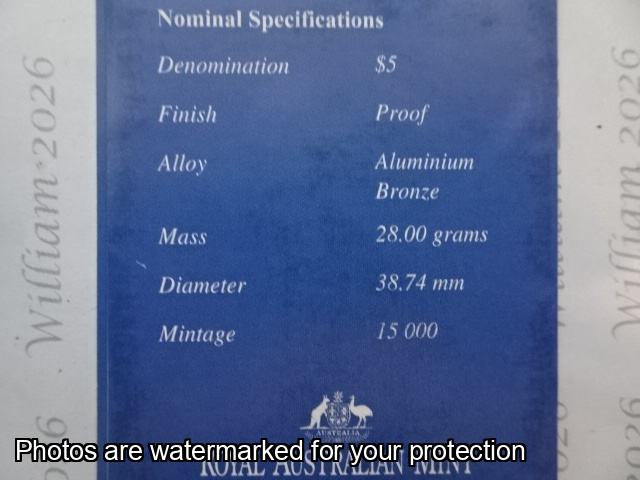 Nominal Specifications
Denomination $5
Finish Proof
Alloy Aluminium
Bronze
Mass 28.00 grams
Diameter 38.74 mm
Mintage 15 000
AUSTRALIA
Photos are watermarked for your protection
ROYAL AUSTRALIAN MINT
William 2026
William 2026